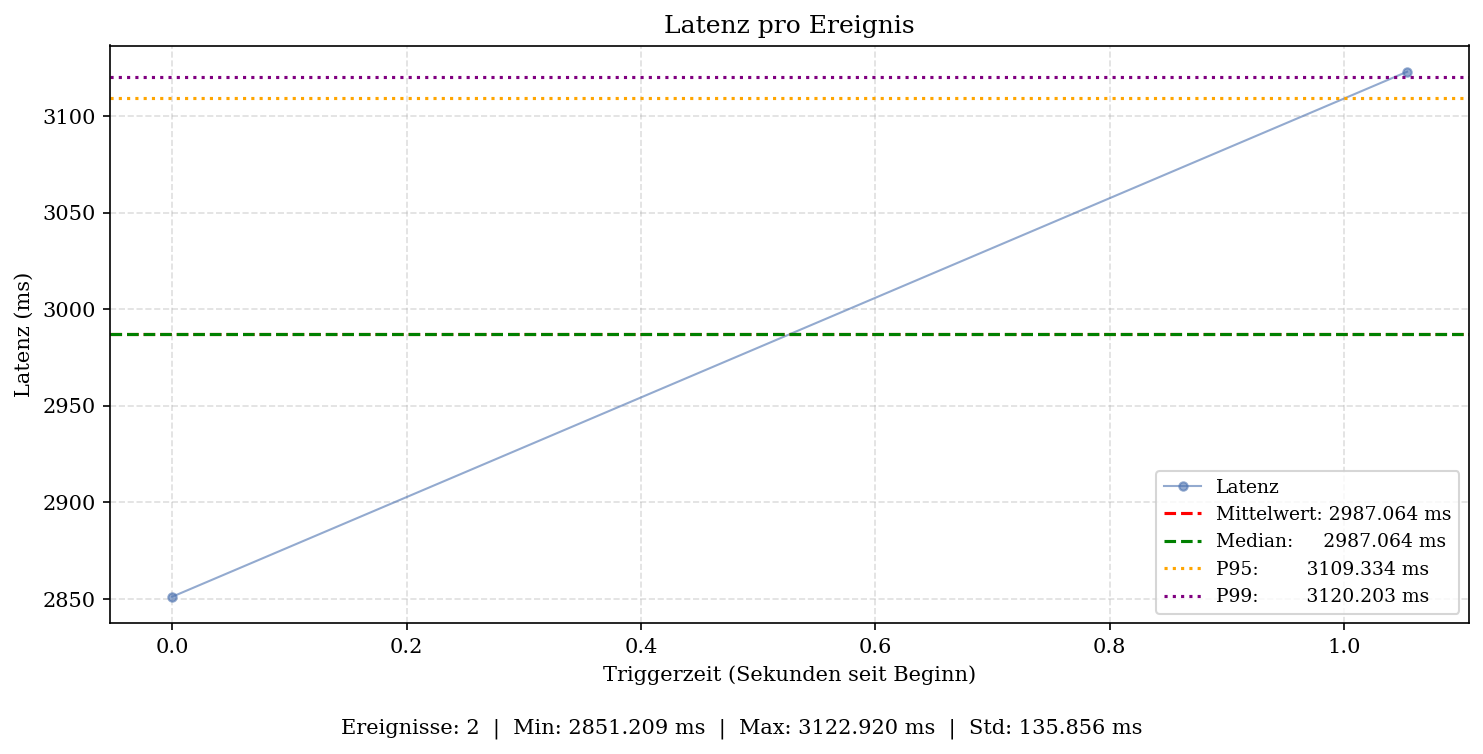 Latenz pro Ereignis
Latenz (ms)
3100
3050
3000
2950
2900
2850
Latenz
Mittelwert: 2987.064 ms
Median: 2987.064 ms
P95: 3109.334 ms
P99: 3120.203 ms
0.0 0.2 0.4 0.6 0.8 1.0
Triggerzeit (Sekunden seit Beginn)
Ereignisse: 2 | Min: 2851.209 ms | Max: 3122.920 ms | Std: 135.856 ms